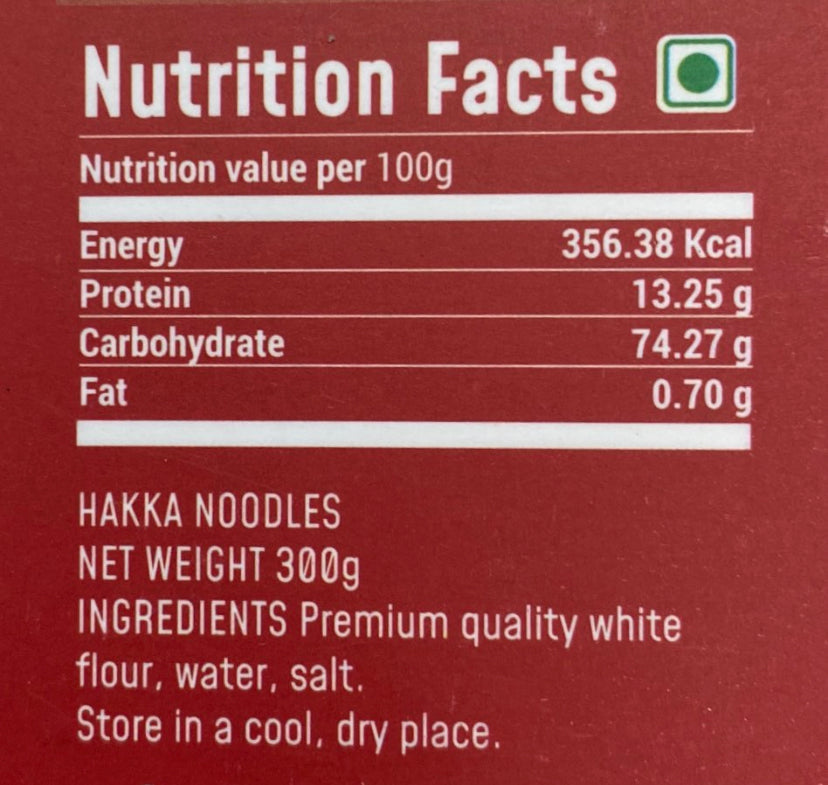 Nutrition Facts
Nutrition value per 100g
Energy 356.38 Kcal
Protein 13.25 g
Carbohydrate 74.27 g
Fat 0.70 g
HAKKA NOODLES
NET WEIGHT 300g
INGREDIENTS Premium quality white
flour, water, salt.
Store in a cool, dry place.